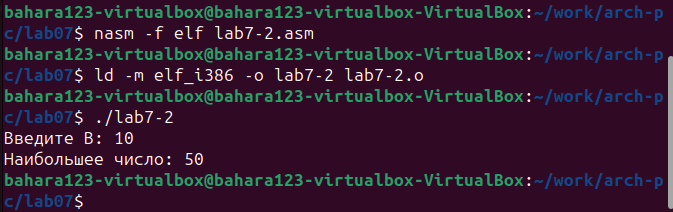 bahara123-virtualbox@bahara123-virtualbox-VirtualBox:~/work/arch-p
c/lab07$ nasm -f elf lab7-2.asm
bahara123-virtualbox@bahara123-virtualbox-VirtualBox:~/work/arch-p
c/lab07$ ld -m elf_i386 -o lab7-2 lab7-2.o
bahara123-virtualbox@bahara123-virtualbox-VirtualBox:~/work/arch-p
c/lab07$ ./lab7-2
Введите B: 10
Наибольшее число: 50
bahara123-virtualbox@bahara123-virtualbox-VirtualBox:~/work/arch-p
c/lab07$